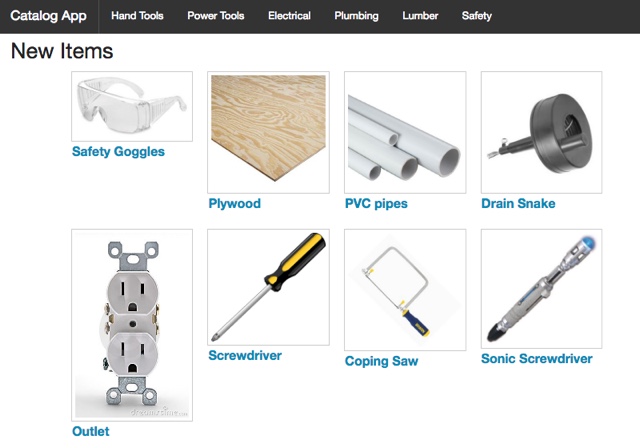 Catalog App Hand Tools Power Tools Electrical Plumbing Lumber Safety
New Items
Safety Goggles
Plywood
PVC pipes
Drain Snake
Screwdriver
Coping Saw
Sonic Screwdriver
dreamstime
Outlet